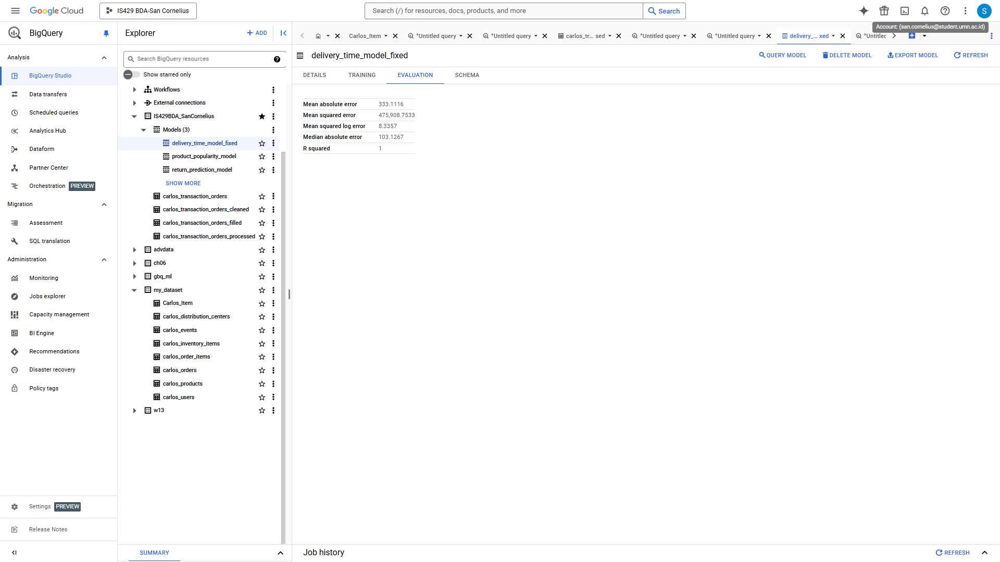 Google Cloud
IS429 BDA-San Cornelius
Search (/) for resources, docs, products, and more
Search
S
Account: (san.cornelius@student.umn.ac.id)
BigQuery
Analysis
BigQuery Studio
Data transfers
Scheduled queries
Analytics Hub
Dataform
Partner Center
Orchestration PREVIEW
Migration
Assessment
SQL translation
Administration
Monitoring
Jobs explorer
Capacity management
BI Engine
Recommendations
Disaster recovery
Policy tags
Settings PREVIEW
Release Notes
Explorer
+ ADD
Search BigQuery resources
Show starred only
Workflows
External connections
IS429BDA_SanCornelius
Models (3)
delivery_time_model_fixed
product_popularity_model
return_prediction_model
SHOW MORE
carlos_transaction_orders
carlos_transaction_orders_cleaned
carlos_transaction_orders_filled
carlos_transaction_orders_processed
advdata
ch06
gbq_ml
my_dataset
Carlos_Item
carlos_distribution_centers
carlos_events
carlos_inventory_items
carlos_order_items
carlos_orders
carlos_products
carlos_users
w13
SUMMARY
Carlos_Item
*Untitled query
*Untitled query
carlos_tr... sed
*Untitled query
*Untitled query
delivery_... xed
*Untitled
delivery_time_model_fixed
QUERY MODEL
DELETE MODEL
EXPORT MODEL
REFRESH
DETAILS
TRAINING
EVALUATION
SCHEMA
Mean absolute error 333.1116
Mean squared error 475,908.7533
Mean squared log error 8.3357
Median absolute error 103.1267
R squared 1
Job history
REFRESH